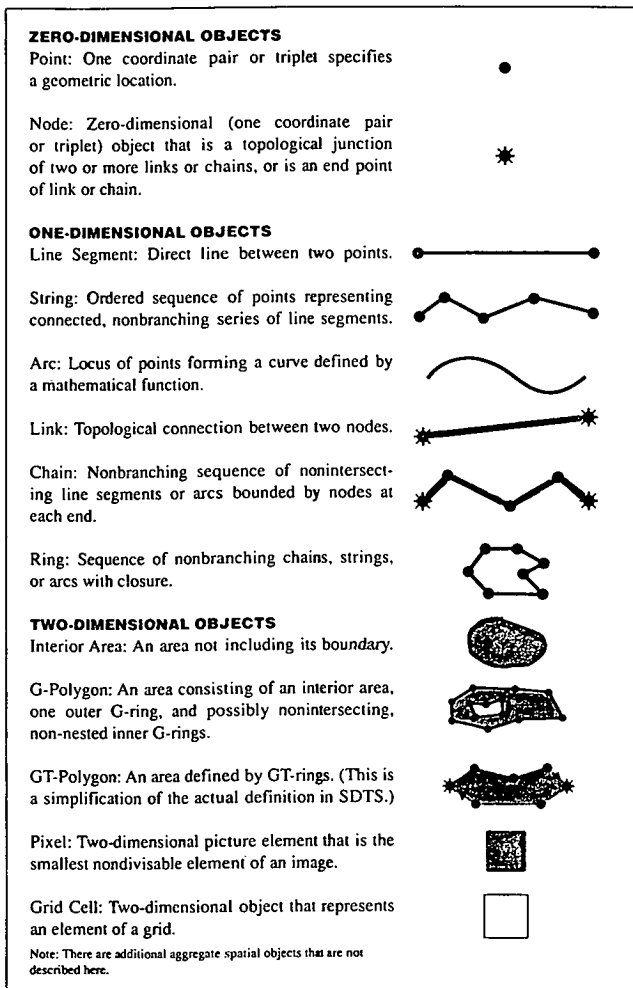 ZERO-DIMENSIONAL OBJECTS
Point: One coordinate pair or triplet specifies
a geometric location.
Node: Zero-dimensional (one coordinate pair
or triplet) object that is a topological junction
of two or more links or chains, or is an end point
of link or chain.
ONE-DIMENSIONAL OBJECTS
Line Segment: Direct line between two points.
String: Ordered sequence of points representing
connected, nonbranching series of line segments.
Arc: Locus of points forming a curve defined by
a mathematical function.
Link: Topological connection between two nodes.
Chain: Nonbranching sequence of nonintersect-
ing line segments or arcs bounded by nodes at
each end.
Ring: Sequence of nonbranching chains, strings,
or arcs with closure.
TWO-DIMENSIONAL OBJECTS
Interior Area: An area not including its boundary.
G-Polygon: An area consisting of an interior area,
one outer G-ring, and possibly nonintersecting,
non-nested inner G-rings.
GT-Polygon: An area defined by GT-rings. (This is
a simplification of the actual definition in SDTS.)
Pixel: Two-dimensional picture element that is the
smallest nondivisable element of an image.
Grid Cell: Two-dimensional object that represents
an element of a grid.
Note: There are additional aggregate spatial objects that are not
described here.